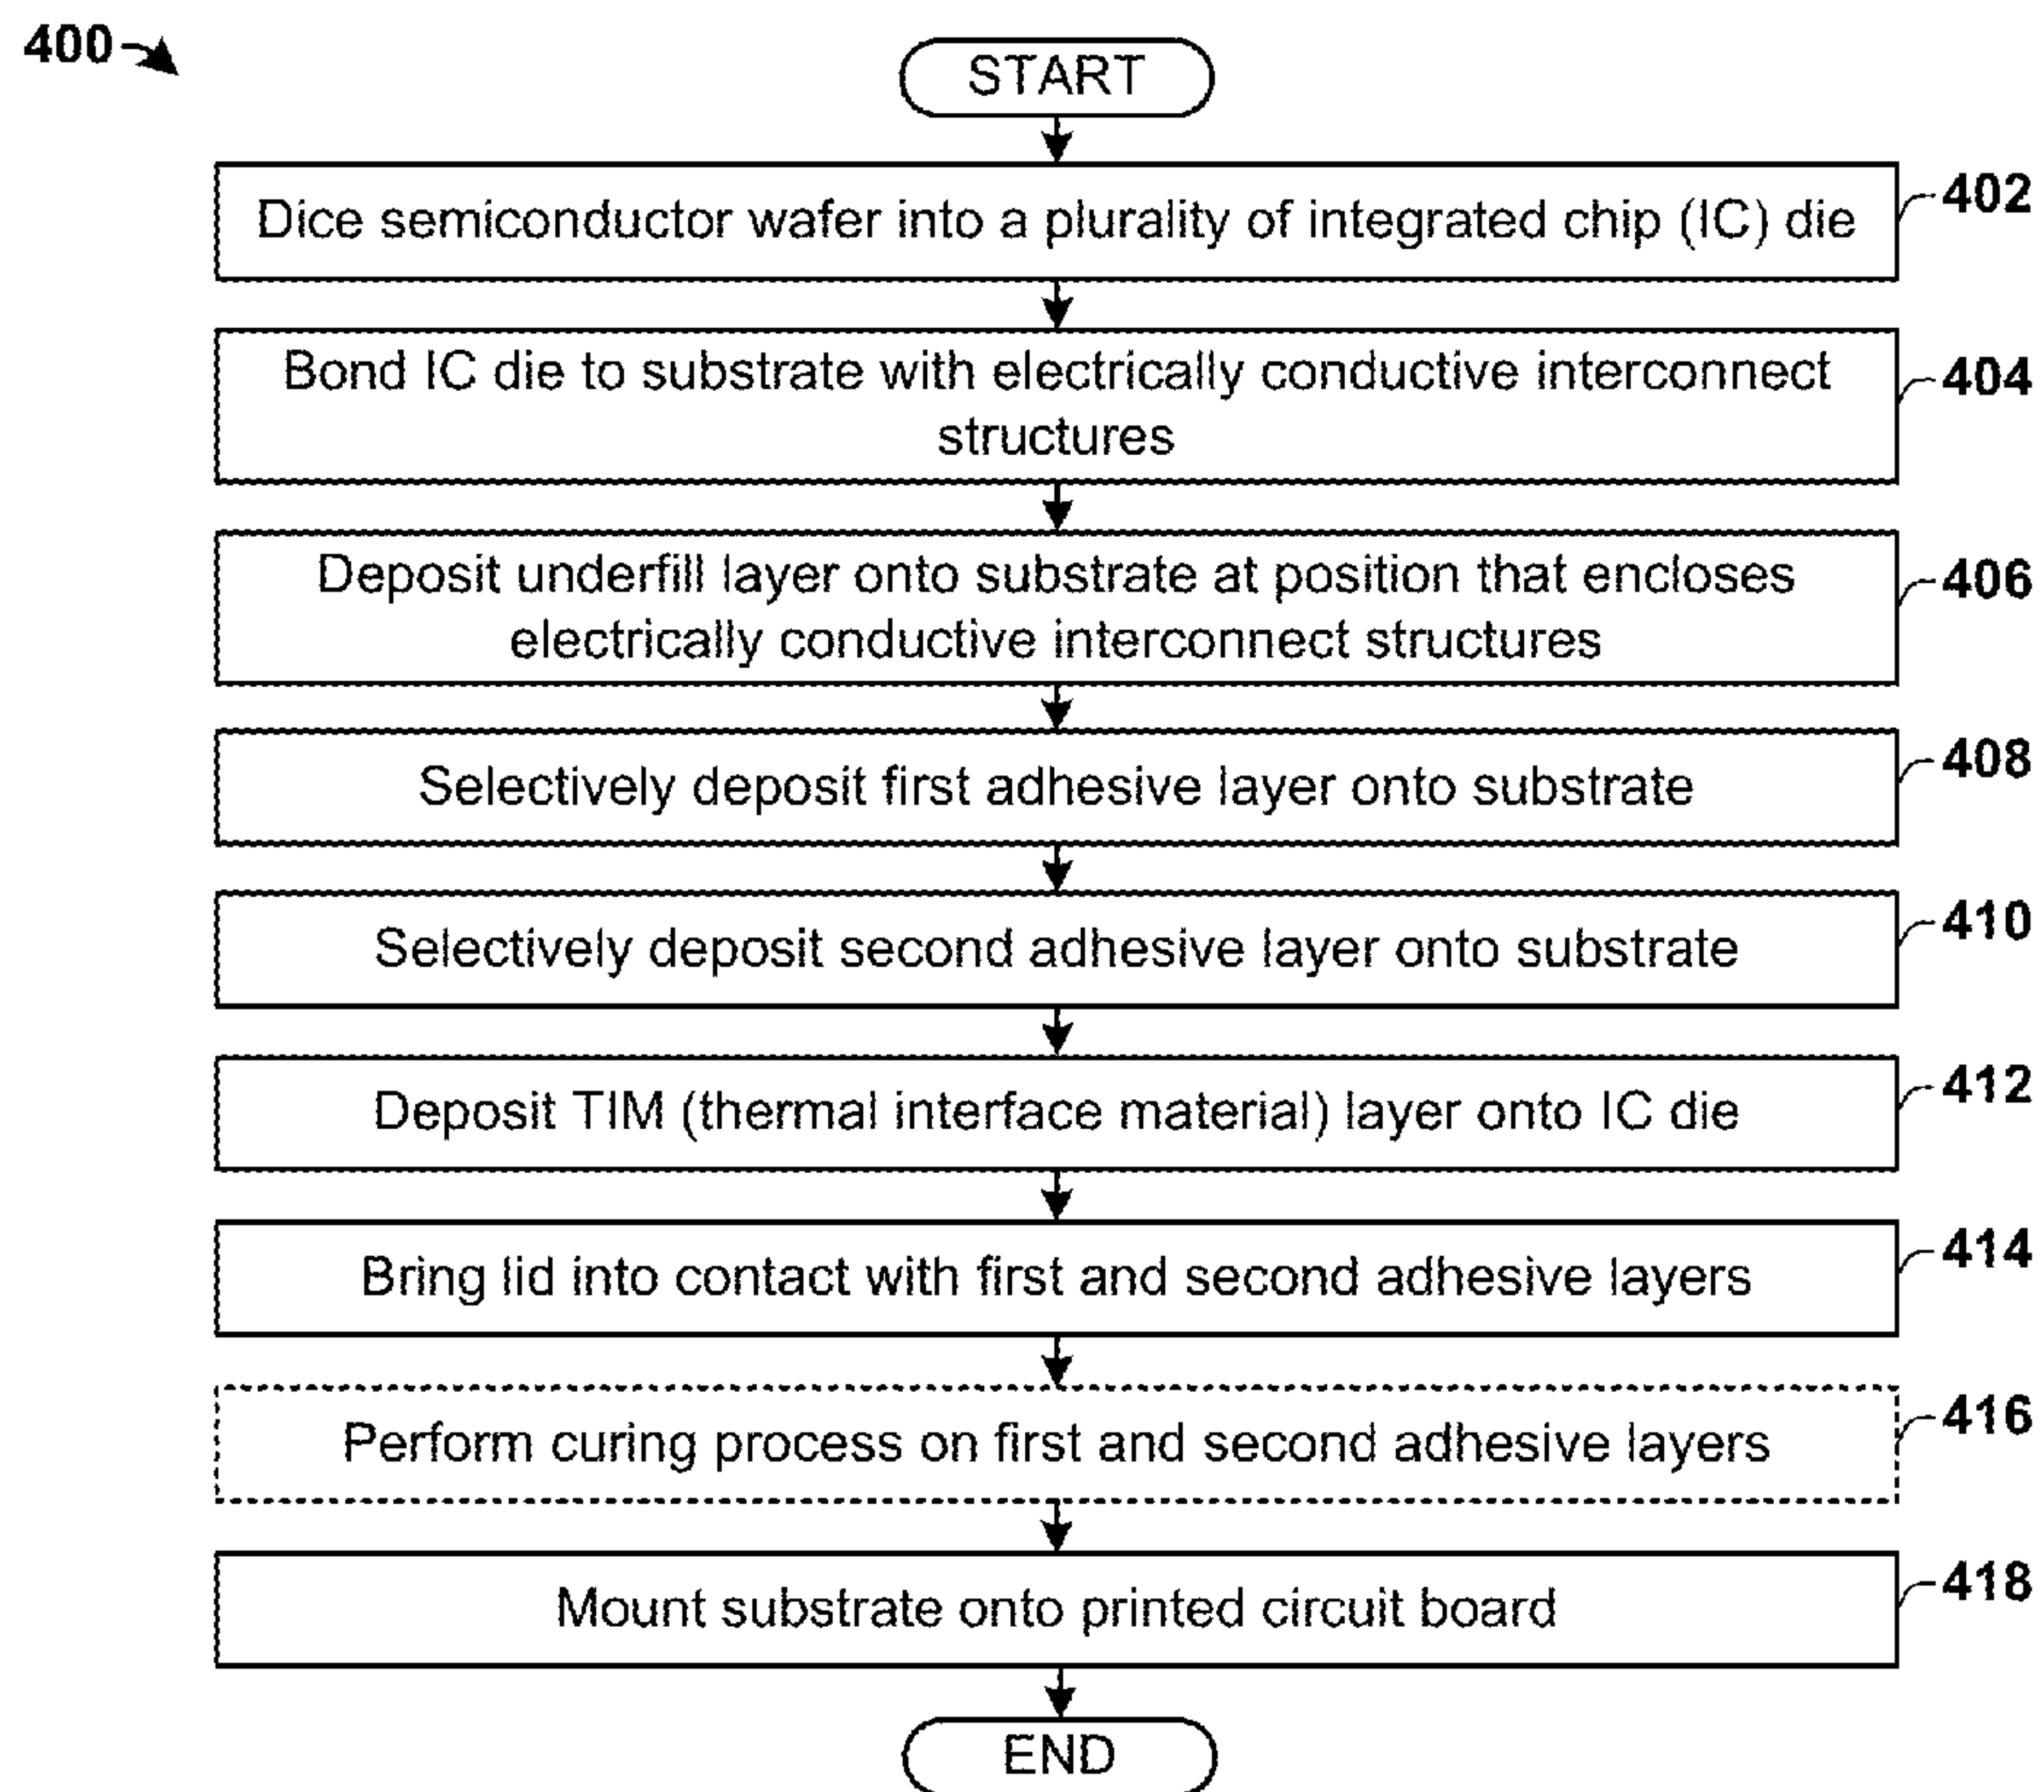 400
START
Dice semiconductor wafer into a plurality of integrated chip (IC) die
402
Bond IC die to substrate with electrically conductive interconnect
structures
404
Deposit underfill layer onto substrate at position that encloses
electrically conductive interconnect structures
406
Selectively deposit first adhesive layer onto substrate
408
Selectively deposit second adhesive layer onto substrate
410
Deposit TIM (thermal interface material) layer onto IC die
412
Bring lid into contact with first and second adhesive layers
414
Perform curing process on first and second adhesive layers
416
Mount substrate onto printed circuit board
418
END